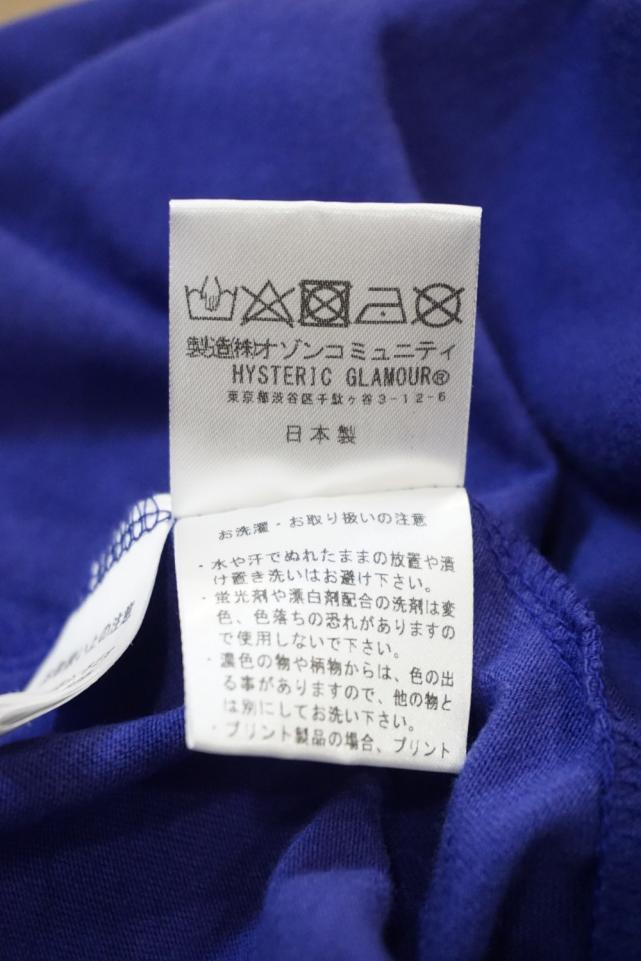 製造(株)オゾンコミュニティ
HYSTERIC GLAMOUR®
東京都渋谷区千駄ヶ谷3-12-6
日本製
お洗濯・お取り扱いの注意
・水や汗でぬれたままの放置や漬
け置き洗いはお避け下さい。
・蛍光剤や漂白剤配合の洗剤は変
色、色落ちの恐れがありますの
で使用しないで下さい。
・濃色の物や柄物からは、色の出
る事がありますので、他の物と
は別にしてお洗い下さい。
・プリント製品の場合、プリント